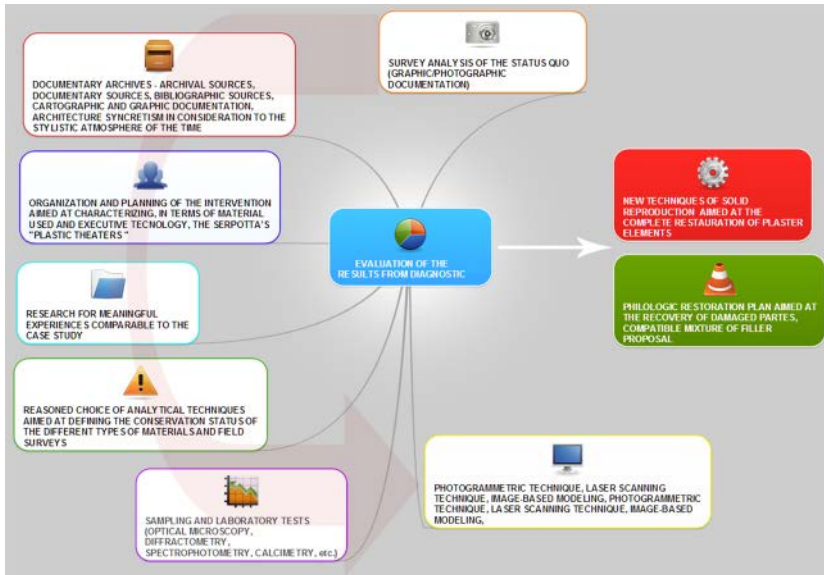 SURVEY ANALYSIS OF THE STATUS QUO
(GRAPHIC/PHOTOGRAPHIC
DOCUMENTATION)
DOCUMENTARY ARCHIVES - ARCHIVAL SOURCES,
DOCUMENTARY SOURCES, BIBLIOGRAPHIC SOURCES,
CARTOGRAPHIC AND GRAPHIC DOCUMENTATION,
ARCHITECTURE SYNCRETISM IN CONSIDERATION TO THE
STYLISTIC ATMOSPHERE OF THE TIME
ORGANIZATION AND PLANNING OF THE INTERVENTION
AIMED AT CHARACTERIZING, IN TERMS OF MATERIAL
USED AND EXECUTIVE TECNOLOGY, THE SERPOTTA'S
"PLASTIC THEATERS "
RESEARCH FOR MEANINGFUL
EXPERIENCES COMPARABLE TO THE
CASE STUDY
REASONED CHOICE OF ANALYTICAL TECHNIQUES
AIMED AT DEFINING THE CONSERVATION STATUS OF
THE DIFFERENT TYPES OF MATERIALS AND FIELD
SURVEYS
SAMPLING AND LABORATORY TESTS
(OPTICAL MICROSCOPY,
DIFFRACTOMETRY,
SPECTROPHOTOMETRY, CALCIMETRY, etc.)
PHOTOGRAMMETRIC TECHNIQUE, LASER SCANNING
TECHNIQUE, IMAGE-BASED MODELING, PHOTOGRAMMETRIC
TECHNIQUE, LASER SCANNING TECHNIQUE, IMAGE-BASED
MODELING,
EVALUATION OF THE
RESULTS FROM DIAGNOSTIC
NEW TECHNIQUES OF SOLID
REPRODUCTION AIMED AT THE
COMPLETE RESTAURATION OF PLASTER
ELEMENTS
PHILOLOGIC RESTORATION PLAN AIMED AT
THE RECOVERY OF DAMAGED PARTES,
COMPATIBLE MIXTURE OF FILLER
PROPOSAL